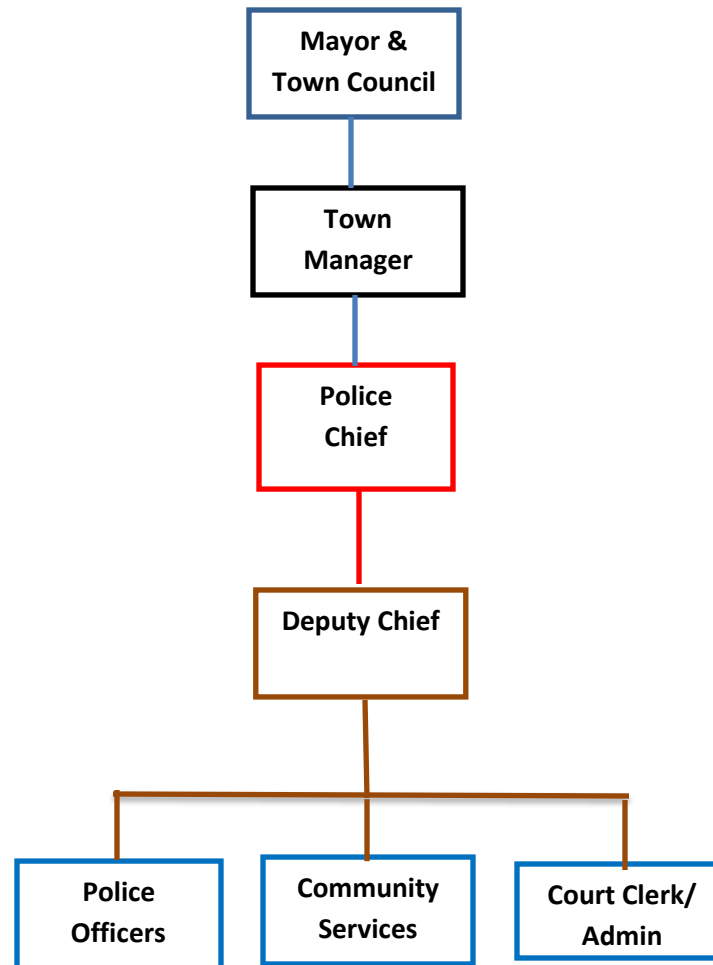 Mayor &
Town Council
Town
Manager
Police
Chief
Deputy Chief
Police
Officers
Community
Services
Court Clerk/
Admin